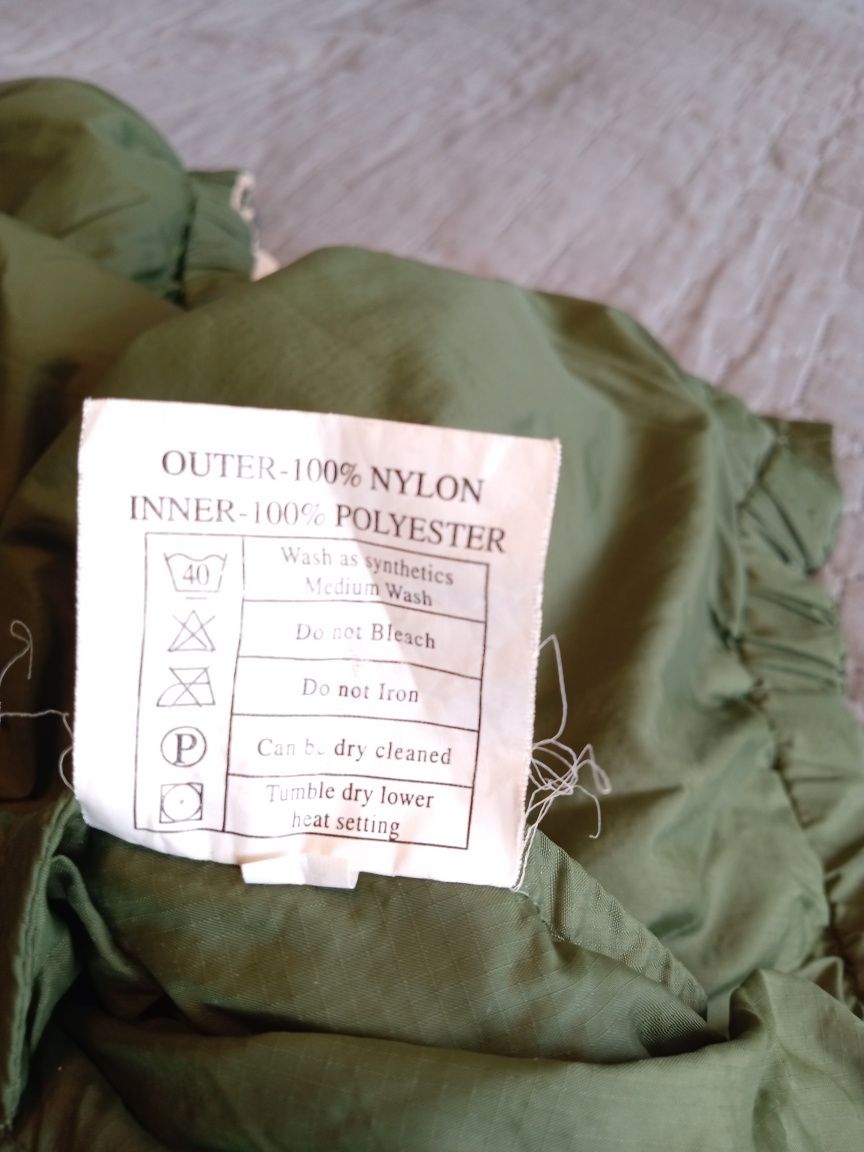 OUTER-100% NYLON
INNER-100% POLYESTER
40
Wash as synthetics
Medium Wash
Do not Bleach
Do not Iron
P
Can be dry cleaned
Tumble dry lower
heat setting